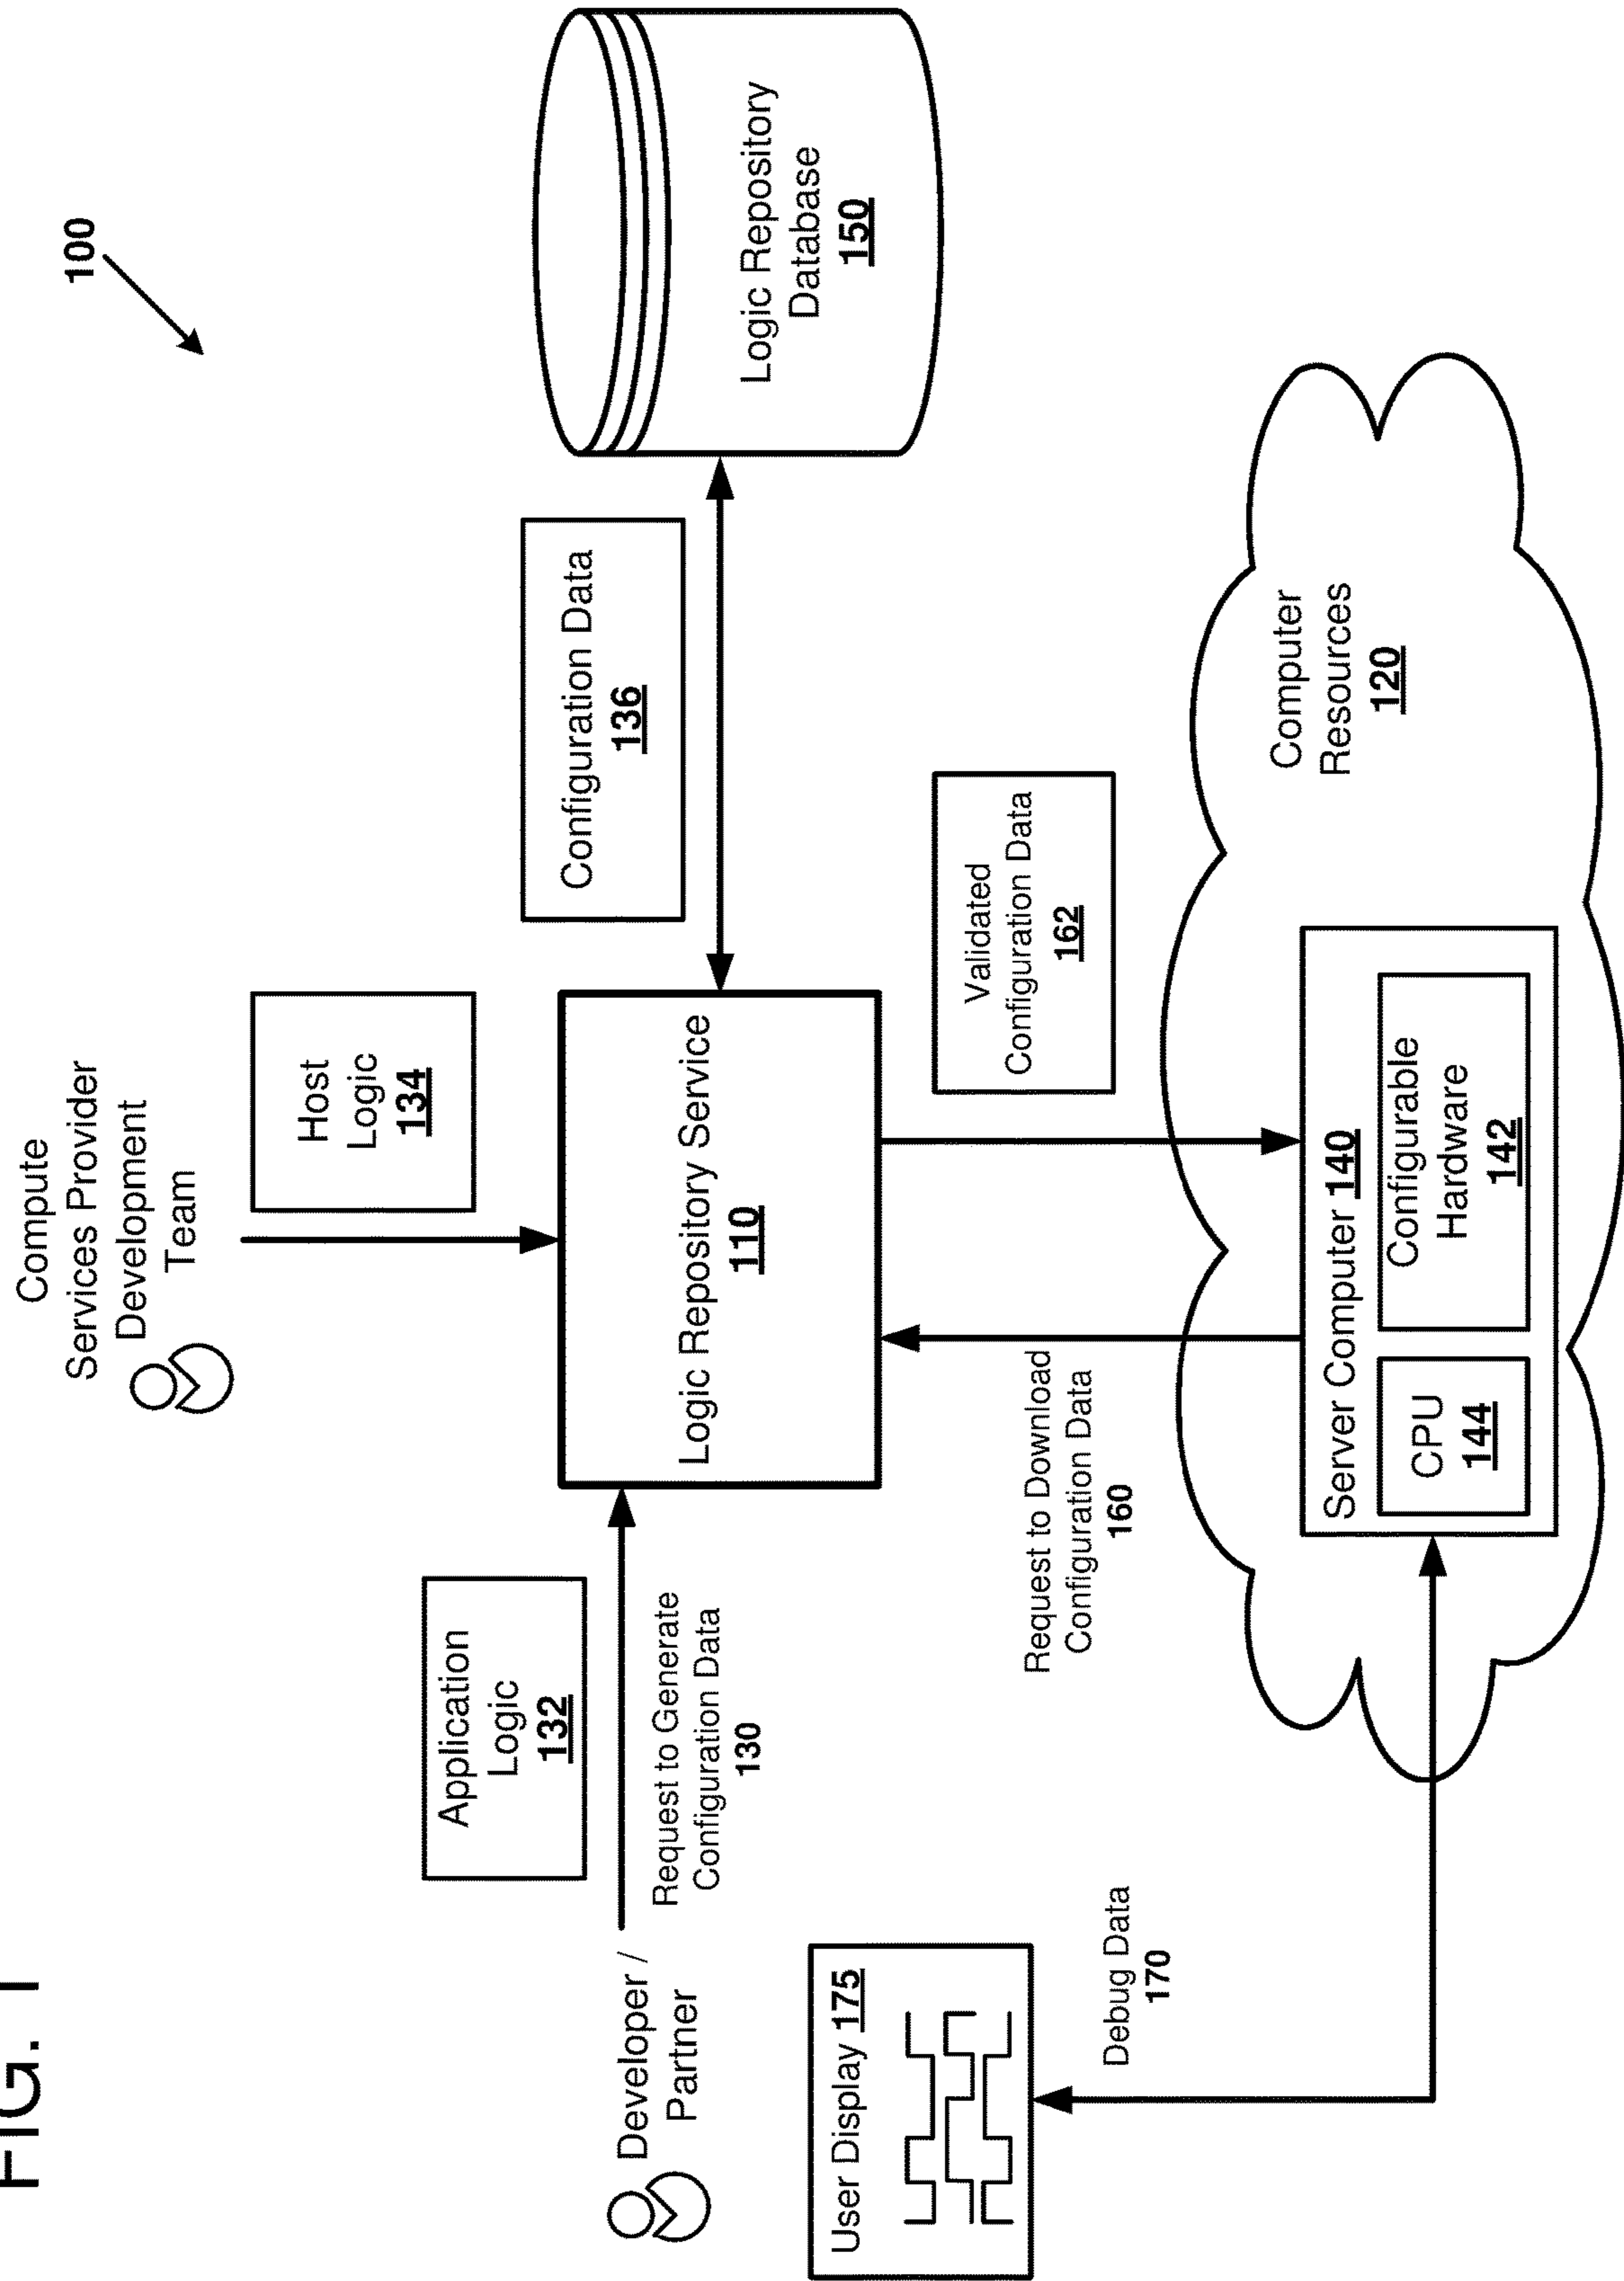 FIG. 1
100
Compute
Services Provider
Development
Team
Host
Logic
134
Application
Logic
132
Developer /
Partner
Request to Generate
Configuration Data
130
Logic Repository Service
110
Configuration Data
136
Logic Repository
Database
150
User Display 175
Debug Data
170
Request to Download
Configuration Data
160
Validated
Configuration Data
162
Server Computer 140
CPU
144
Configurable
Hardware
142
Computer
Resources
120